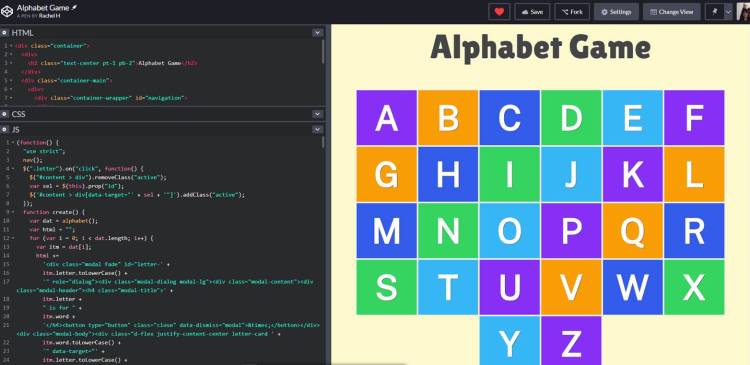 Alphabet Game
A PEN BY Rachel H
Save
Fork
Settings
Change View
HTML
1 <div class="container">
2 <div>
3 <h2 class="text-center pt-3 pb-2">Alphabet Game</h2>
4 </div>
5 <div class="container-main">
6 <div>
7 <div class="container-wrapper" id="navigation">
CSS
JS
1 (function() {
2 "use strict";
3 nav();
4 $(".letter").on("click", function() {
5 $("#content > div").removeClass("active");
6 var sel = $(this).prop("id");
7 $('#content > div[data-target="' + sel + '"]').addClass("active");
8 });
9 function create() {
10 var dat = alphabet();
11 var html = "";
12 for (var i = 0; i < dat.length; i++) {
13 var itm = dat[i];
14 html +=
15 '<div class="modal fade" id="letter-' +
16 itm.letter.toLowerCase() +
17 '" role="dialog"><div class="modal-dialog modal-lg"><div class="modal-content"><div
class="modal-header"><h4 class="modal-title">' +
18 itm.letter +
19 " is for " +
20 itm.word +
21 '</h4><button type="button" class="close" data-dismiss="modal">&times;</button></div>
<div class="modal-body"><div class="d-flex justify-content-center letter-card ' +
22 itm.word.toLowerCase() +
23 '" data-target="' +
24 itm.letter.toLowerCase() +
Alphabet Game
A B C D E F
G H I J K L
M N O P Q R
S T U V W X
Y Z